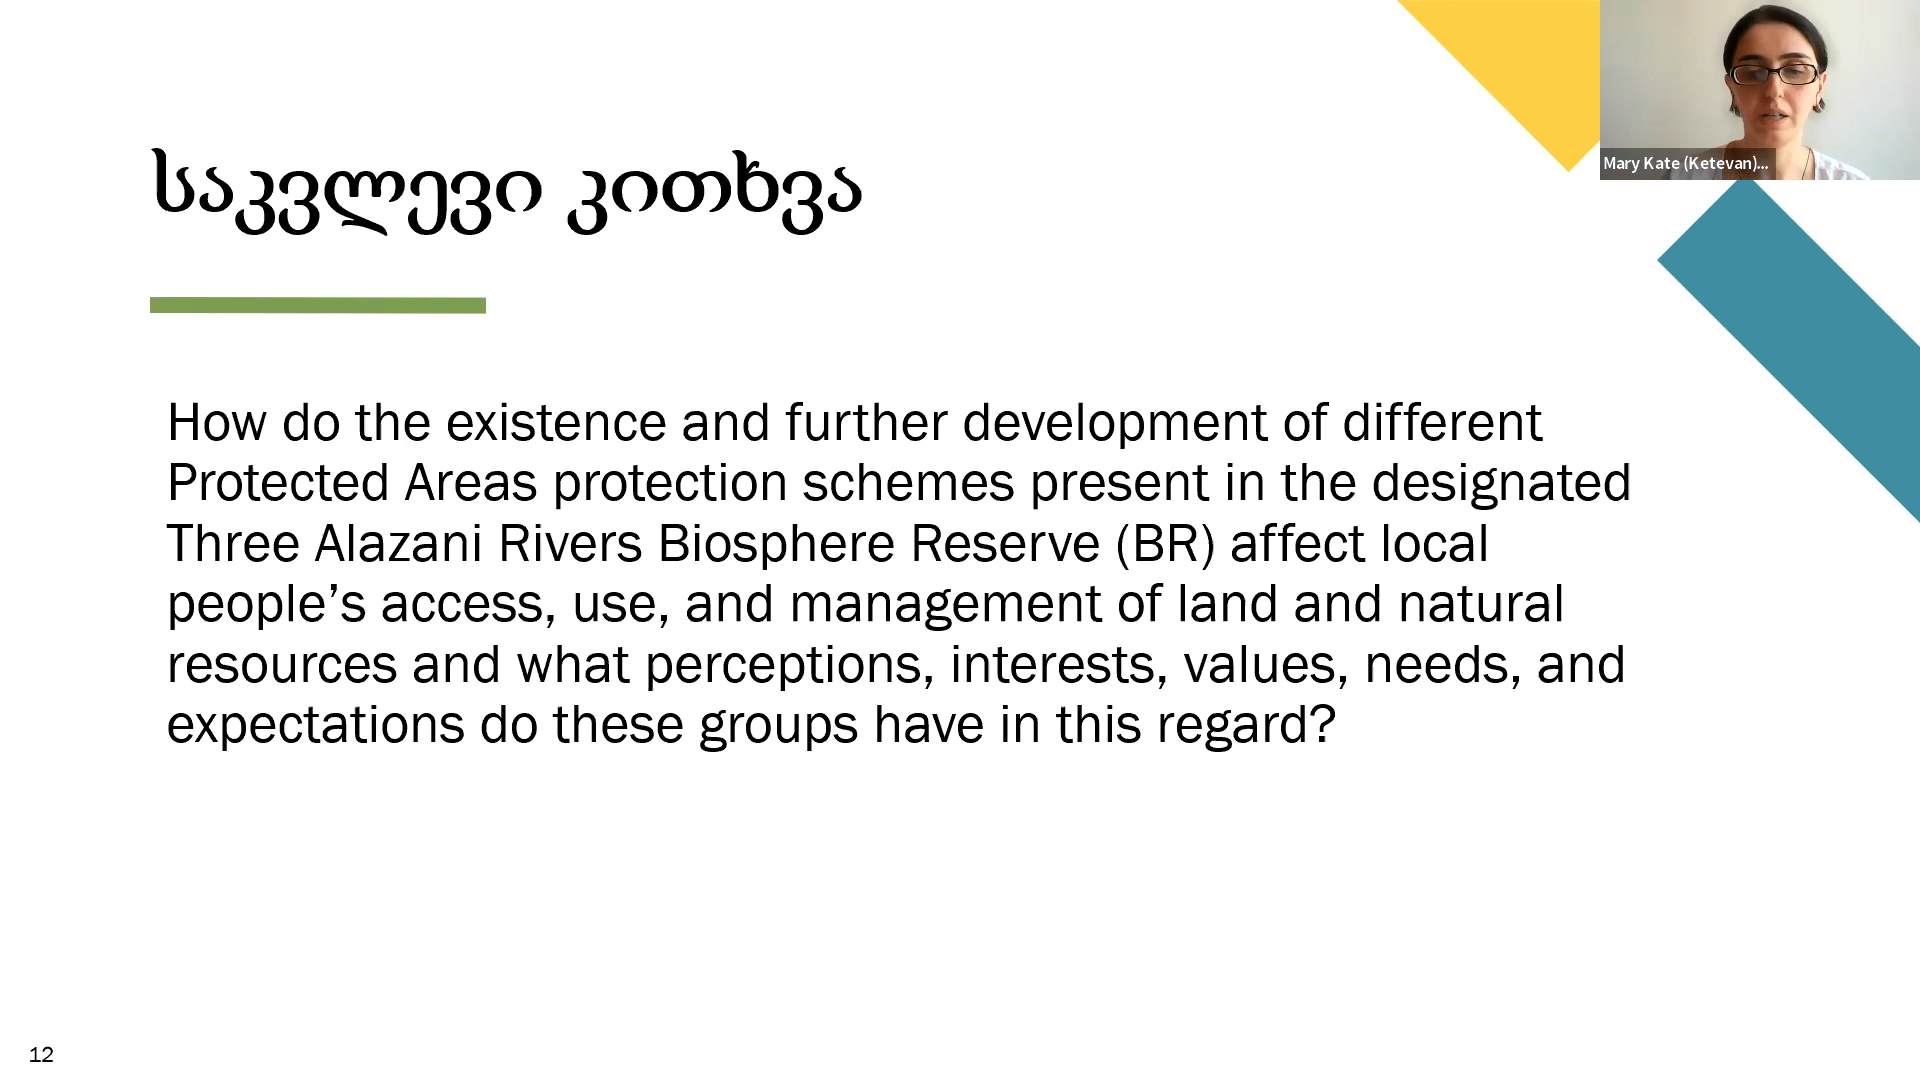 საკვლევი კითხვა
Mary Kate (Ketevan)...
How do the existence and further development of different
Protected Areas protection schemes present in the designated
Three Alazani Rivers Biosphere Reserve (BR) affect local
people’s access, use, and management of land and natural
resources and what perceptions, interests, values, needs, and
expectations do these groups have in this regard?
12